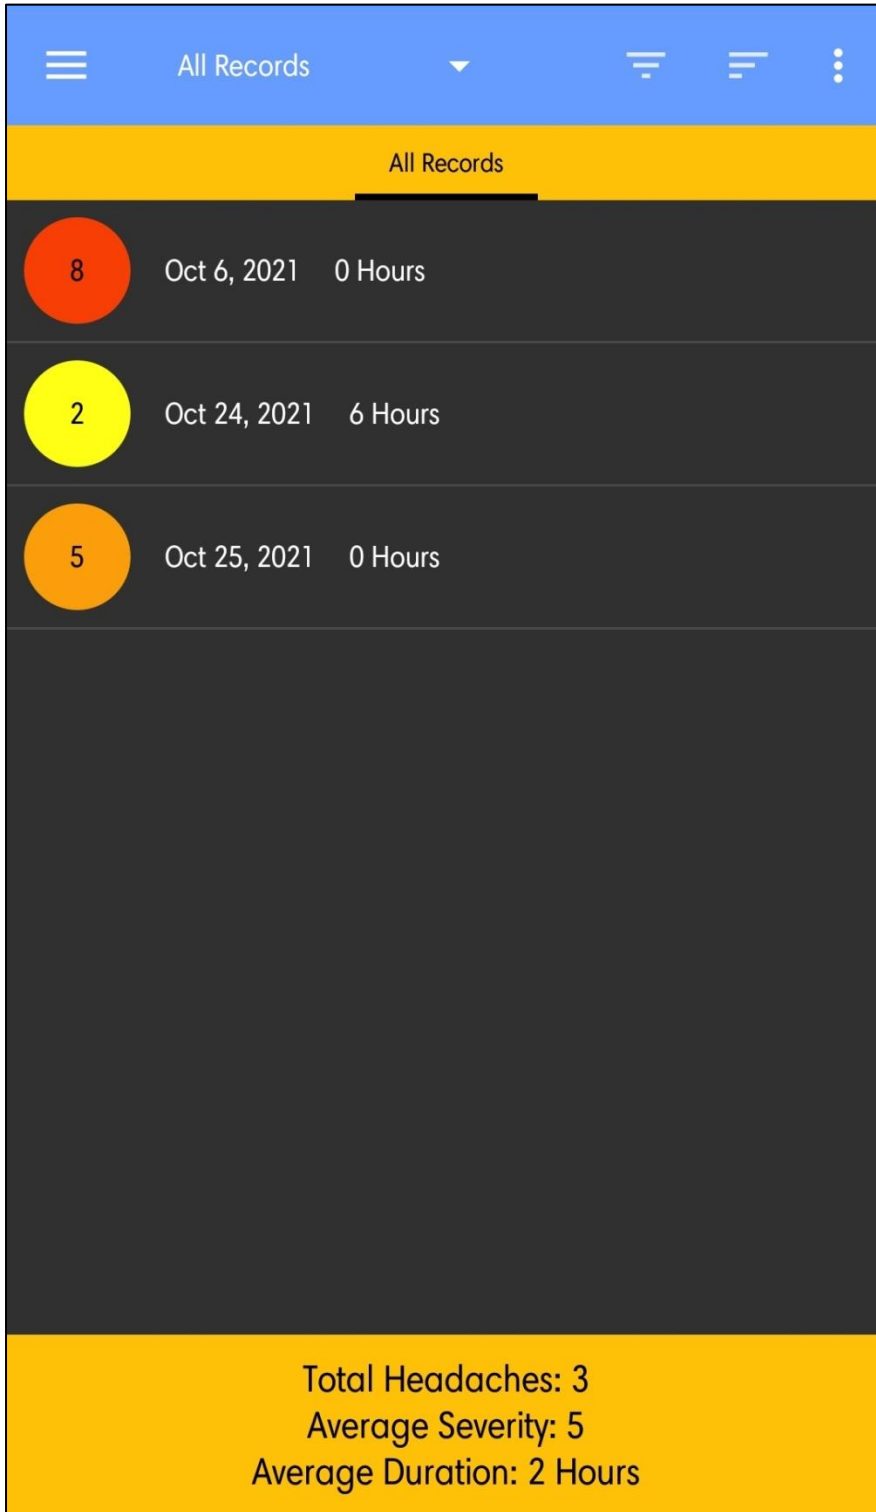 All Records
All Records
8 Oct 6, 2021 0 Hours
2 Oct 24, 2021 6 Hours
5 Oct 25, 2021 0 Hours
Total Headaches: 3
Average Severity: 5
Average Duration: 2 Hours